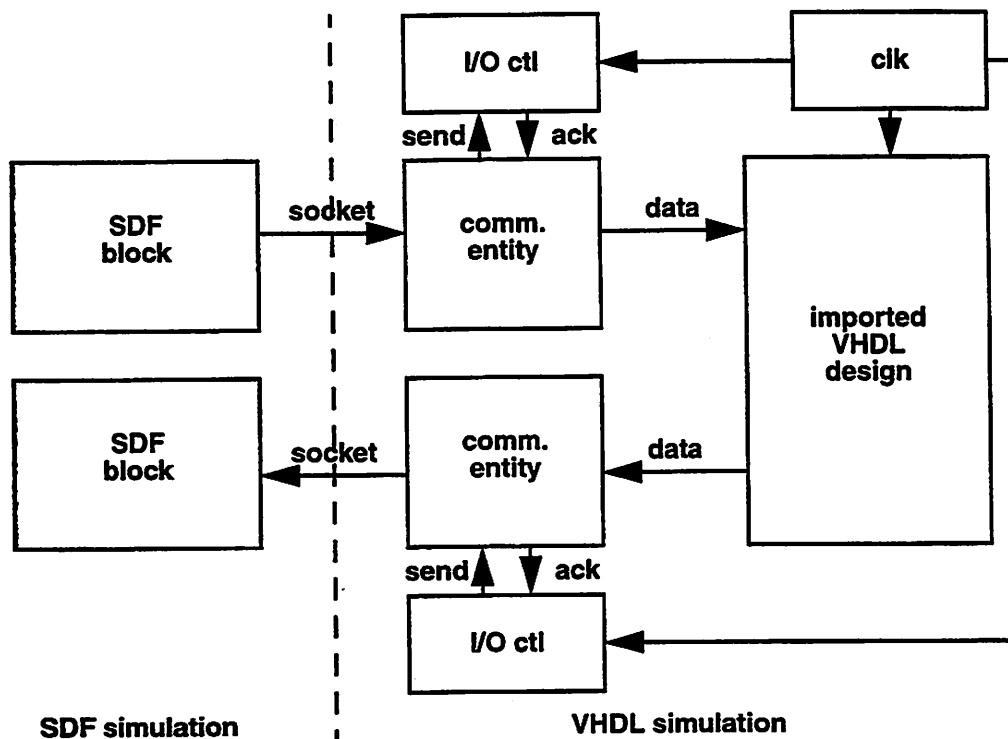 I/O ctl
clk
send
ack
SDF
block
socket
comm.
entity
data
imported
VHDL
design
SDF
block
socket
comm.
entity
data
send
ack
I/O ctl
SDF simulation
VHDL simulation